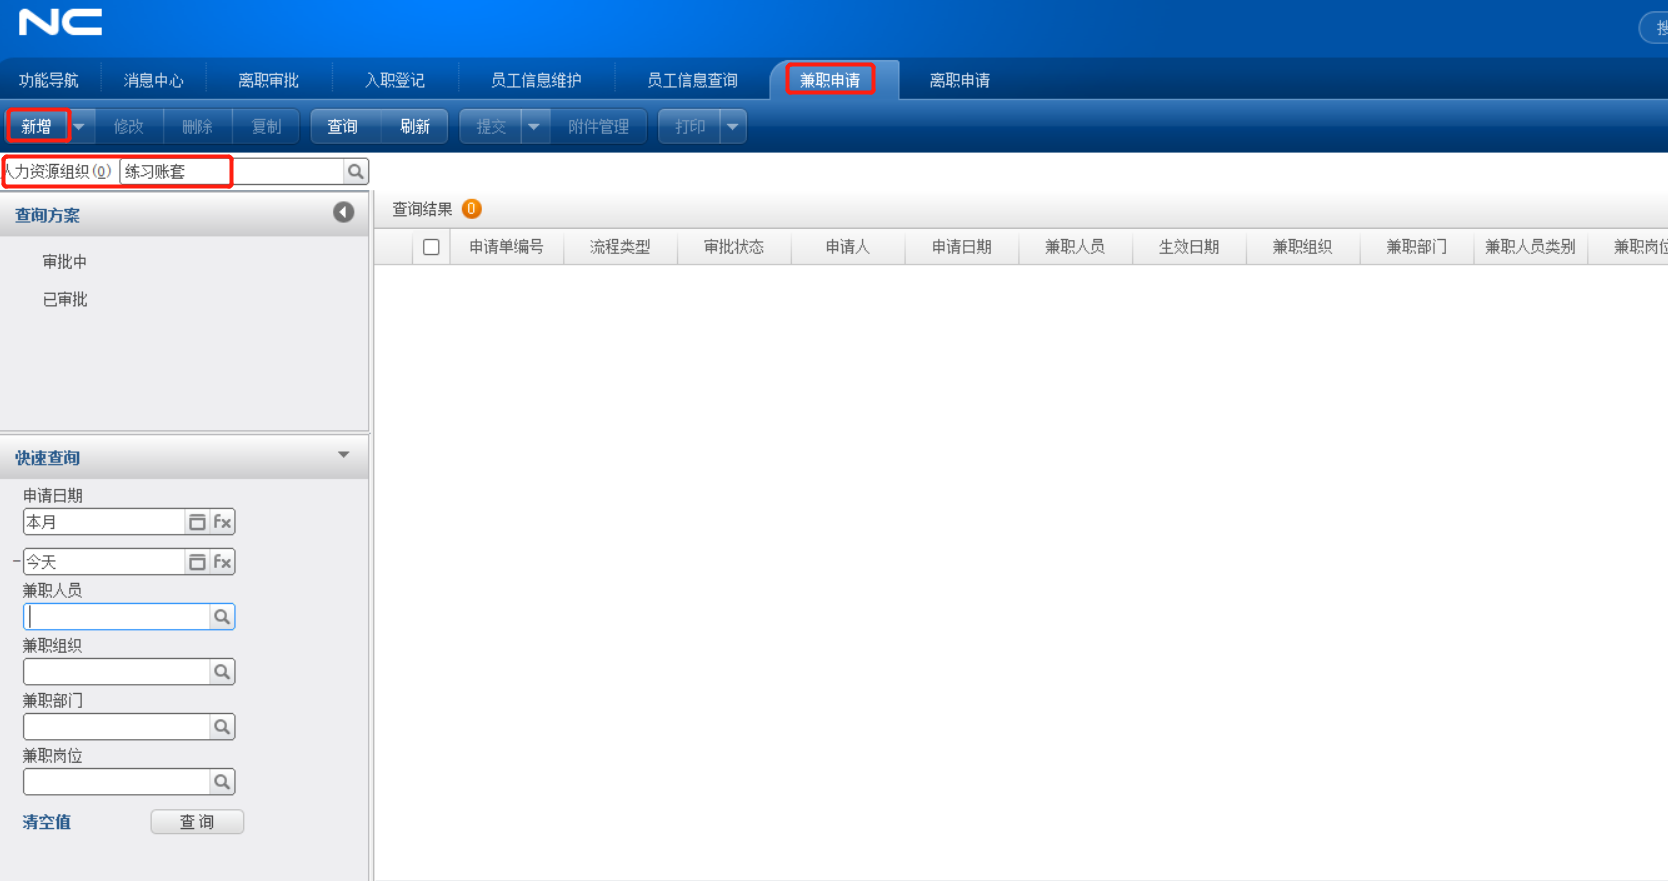 NC
搜
功能导航 消息中心 离职审批 入职登记 员工信息维护 员工信息查询 兼职申请 离职申请
新增 修改 删除 复制 查询 刷新 提交 附件管理 打印
人力资源组织(O) 练习账套
查询方案
审批中
已审批
查询结果 0
申请单编号 流程类型 审批状态 申请人 申请日期 兼职人员 生效日期 兼职组织 兼职部门 兼职人员类别 兼职岗位
快速查询
申请日期
本月 fx
-今天 fx
兼职人员
兼职组织
兼职部门
兼职岗位
清空值 查询